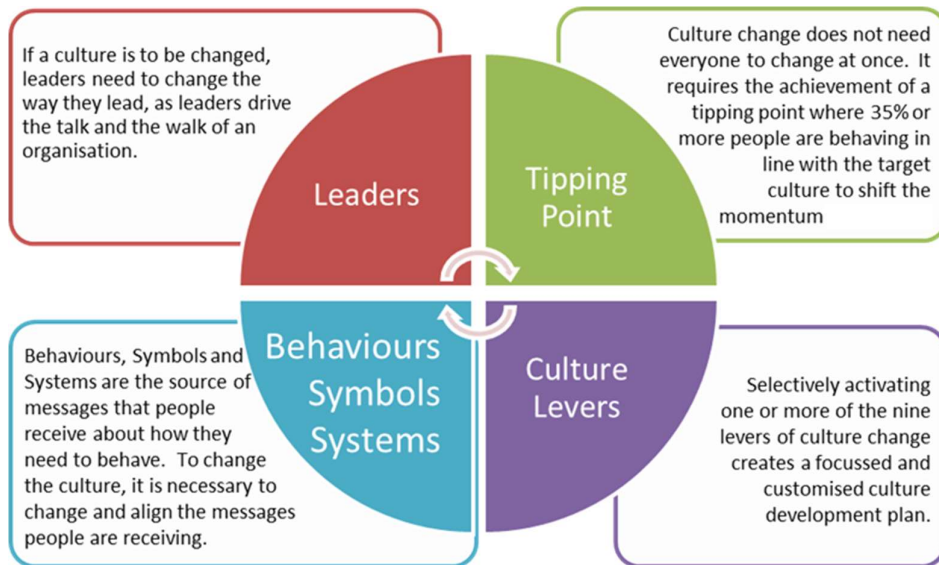 If a culture is to be changed,
leaders need to change the
way they lead, as leaders drive
the talk and the walk of an
organisation.
Leaders
Culture change does not need
everyone to change at once.  It
requires the achievement of a
tipping point where 35% or
more people are behaving in
line with the target
culture to shift the
momentum
Tipping
Point
Behaviours, Symbols and
Systems are the source of
messages that people
receive about how they
need to behave.  To change
the culture, it is necessary to
change and align the messages
people are receiving.
Behaviours
Symbols
Systems
Culture
Levers
Selectively activating
one or more of the nine
levers of culture change
creates a focussed and
customised culture
development plan.